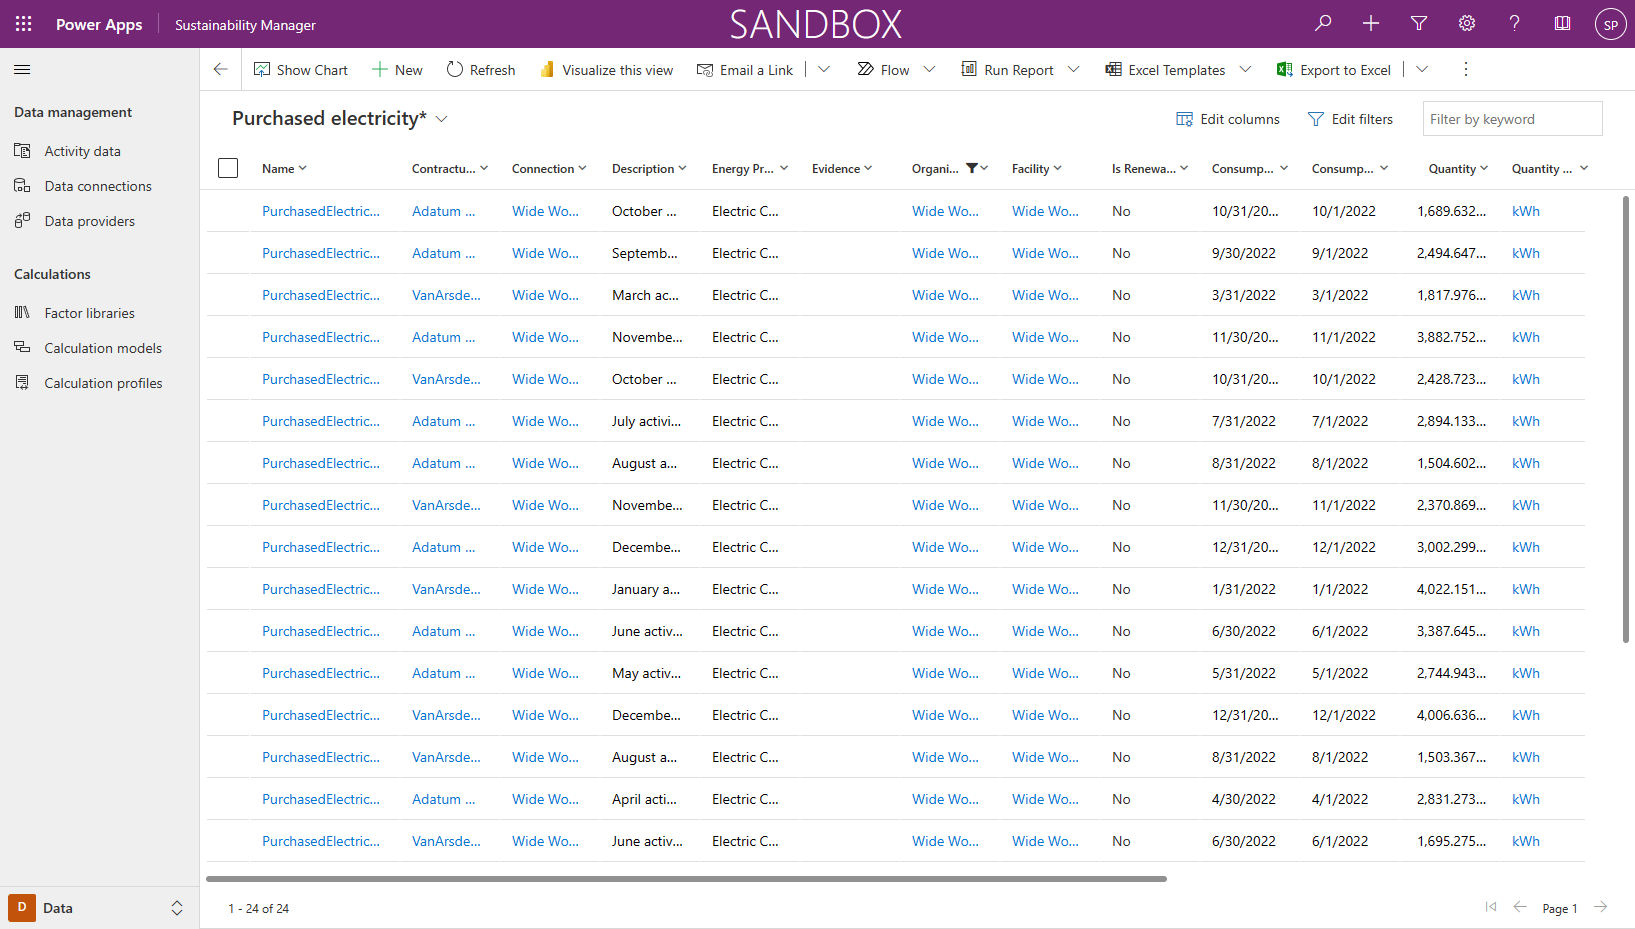 Power Apps Sustainability Manager SANDBOX SP
Show Chart New Refresh Visualize this view Email a Link Flow Run Report Excel Templates Export to Excel
Data management
Activity data
Data connections
Data providers
Calculations
Factor libraries
Calculation models
Calculation profiles
D Data
Purchased electricity* Edit columns Edit filters Filter by keyword
Name Contractu... Connection Description Energy Pr... Evidence Organi... Facility Is Renewa... Consump... Consump... Quantity Quantity ...
PurchasedElectric... Adatum ... Wide Wo... October ... Electric C... Wide Wo... Wide Wo... No 10/31/20... 10/1/2022 1,689.632... kWh
PurchasedElectric... Adatum ... Wide Wo... Septemb... Electric C... Wide Wo... Wide Wo... No 9/30/2022 9/1/2022 2,494.647... kWh
PurchasedElectric... VanArsde... Wide Wo... March ac... Electric C... Wide Wo... Wide Wo... No 3/31/2022 3/1/2022 1,817.976... kWh
PurchasedElectric... Adatum ... Wide Wo... Novembe... Electric C... Wide Wo... Wide Wo... No 11/30/20... 11/1/2022 3,882.752... kWh
PurchasedElectric... VanArsde... Wide Wo... October ... Electric C... Wide Wo... Wide Wo... No 10/31/20... 10/1/2022 2,428.723... kWh
PurchasedElectric... Adatum ... Wide Wo... July activi... Electric C... Wide Wo... Wide Wo... No 7/31/2022 7/1/2022 2,894.133... kWh
PurchasedElectric... Adatum ... Wide Wo... August a... Electric C... Wide Wo... Wide Wo... No 8/31/2022 8/1/2022 1,504.602... kWh
PurchasedElectric... VanArsde... Wide Wo... Novembe... Electric C... Wide Wo... Wide Wo... No 11/30/20... 11/1/2022 2,370.869... kWh
PurchasedElectric... Adatum ... Wide Wo... Decembe... Electric C... Wide Wo... Wide Wo... No 12/31/20... 12/1/2022 3,002.299... kWh
PurchasedElectric... VanArsde... Wide Wo... January a... Electric C... Wide Wo... Wide Wo... No 1/31/2022 1/1/2022 4,022.151... kWh
PurchasedElectric... Adatum ... Wide Wo... June activ... Electric C... Wide Wo... Wide Wo... No 6/30/2022 6/1/2022 3,387.645... kWh
PurchasedElectric... Adatum ... Wide Wo... May activ... Electric C... Wide Wo... Wide Wo... No 5/31/2022 5/1/2022 2,744.943... kWh
PurchasedElectric... VanArsde... Wide Wo... Decembe... Electric C... Wide Wo... Wide Wo... No 12/31/20... 12/1/2022 4,006.636... kWh
PurchasedElectric... VanArsde... Wide Wo... August a... Electric C... Wide Wo... Wide Wo... No 8/31/2022 8/1/2022 1,503.367... kWh
PurchasedElectric... Adatum ... Wide Wo... April acti... Electric C... Wide Wo... Wide Wo... No 4/30/2022 4/1/2022 2,831.273... kWh
PurchasedElectric... VanArsde... Wide Wo... June activ... Electric C... Wide Wo... Wide Wo... No 6/30/2022 6/1/2022 1,695.275... kWh
1 - 24 of 24 Page 1